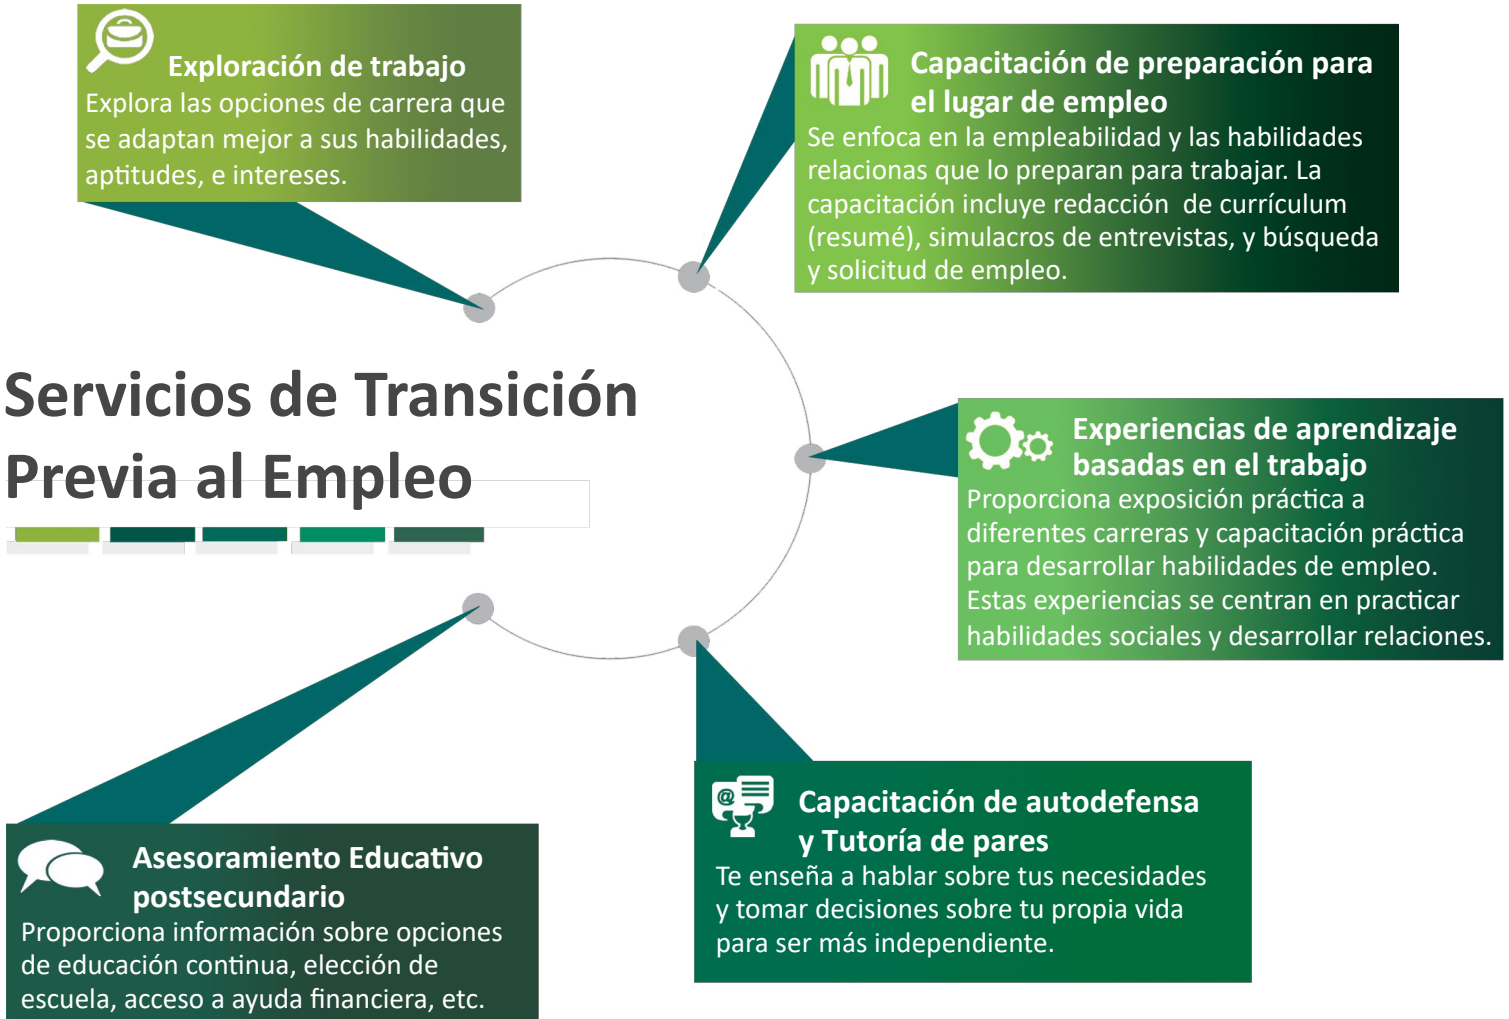 Exploración de trabajo
Explora las opciones de carrera que
se adaptan mejor a sus habilidades,
aptitudes, e intereses.
Capacitación de preparación para
el lugar de empleo
Se enfoca en la empleabilidad y las habilidades
relacionas que lo preparan para trabajar. La
capacitación incluye redacción de currículum
(resumé), simulacros de entrevistas, y búsqueda
y solicitud de empleo.
Servicios de Transición
Previa al Empleo
Experiencias de aprendizaje
basadas en el trabajo
Proporciona exposición práctica a
diferentes carreras y capacitación práctica
para desarrollar habilidades de empleo.
Estas experiencias se centran en practicar
habilidades sociales y desarrollar relaciones.
@
Capacitación de autodefensa
y Tutoría de pares
Te enseña a hablar sobre tus necesidades
y tomar decisiones sobre tu propia vida
para ser más independiente.
Asesoramiento Educativo
postsecundario
Proporciona información sobre opciones
de educación continua, elección de
escuela, acceso a ayuda financiera, etc.